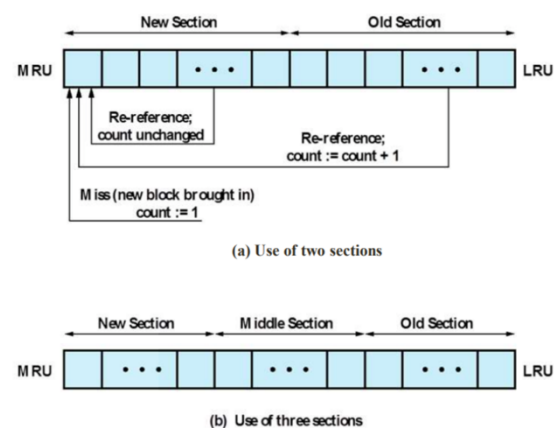 New Section Old Section
MRU • • • • • • LRU
Re-reference;
count unchanged
Re-reference;
count := count + 1
Miss (new block brought in)
count := 1
(a) Use of two sections
New Section Middle Section Old Section
MRU • • • • • • • • • LRU
(b) Use of three sections